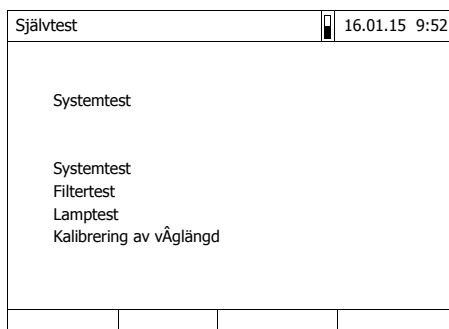 Självtest 16.01.15 9:52
Systemtest
Systemtest
Filtertest
Lamptest
Kalibrering av vÂglängd